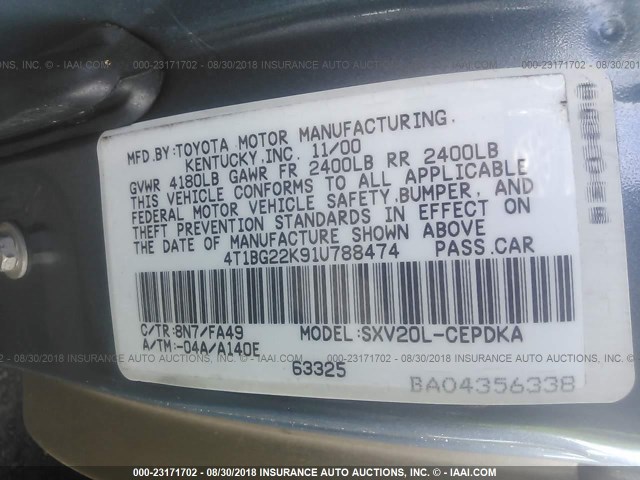 000-23171702 - 08/30/2018 INSURANCE AUTO AUCTIONS, INC. - IAAI.COM
MFD.BY:TOYOTA MOTOR MANUFACTURING,
KENTUCKY,INC. 11/00
GVWR 4180LB GAWR FR 2400LB RR 2400LB
THIS VEHICLE CONFORMS TO ALL APPLICABLE
FEDERAL MOTOR VEHICLE SAFETY,BUMPER, AND
THEFT PREVENTION STANDARDS IN EFFECT ON
THE DATE OF MANUFACTURE SHOWN ABOVE
4T1BG22K91U788474 PASS.CAR
C/TR:8N7/FA49 MODEL:SXV20L-CEPDKA
A/TM:-04A/A140E
63325
BA04356338
000-23171702 - 08/30/2018 INSURANCE AUTO AUCTIONS, INC. - IAAI.COM